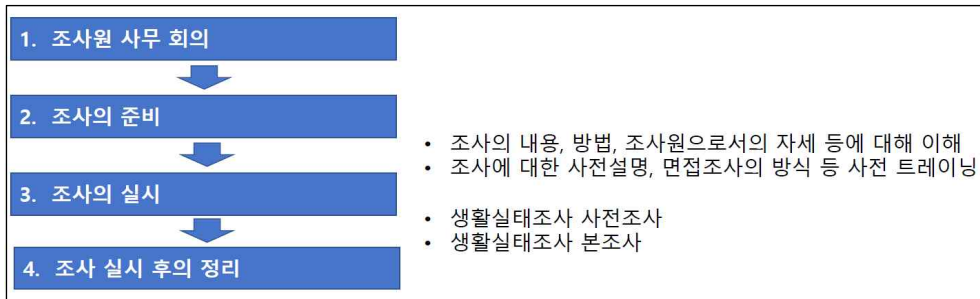 1. 조사원 사무 회의
2. 조사의 준비
3. 조사의 실시
4. 조사 실시 후의 정리
• 조사의 내용, 방법, 조사원으로서의 자세 등에 대해 이해
• 조사에 대한 사전설명, 면접조사의 방식 등 사전 트레이닝
• 생활실태조사 사전조사
• 생활실태조사 본조사